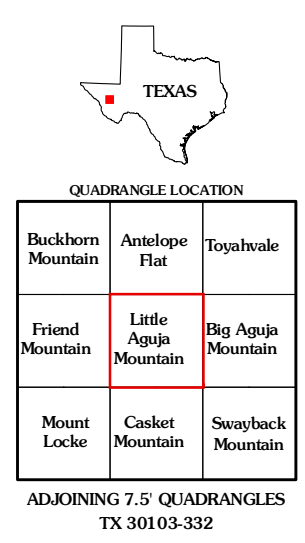 TEXAS
QUADRANGLE LOCATION
Buckhorn
Mountain
Antelope
Flat
Toyahvale
Friend
Mountain
Little
Aguja
Mountain
Big Aguja
Mountain
Mount
Locke
Casket
Mountain
Swayback
Mountain
ADJOINING 7.5' QUADRANGLES
TX 30103-332